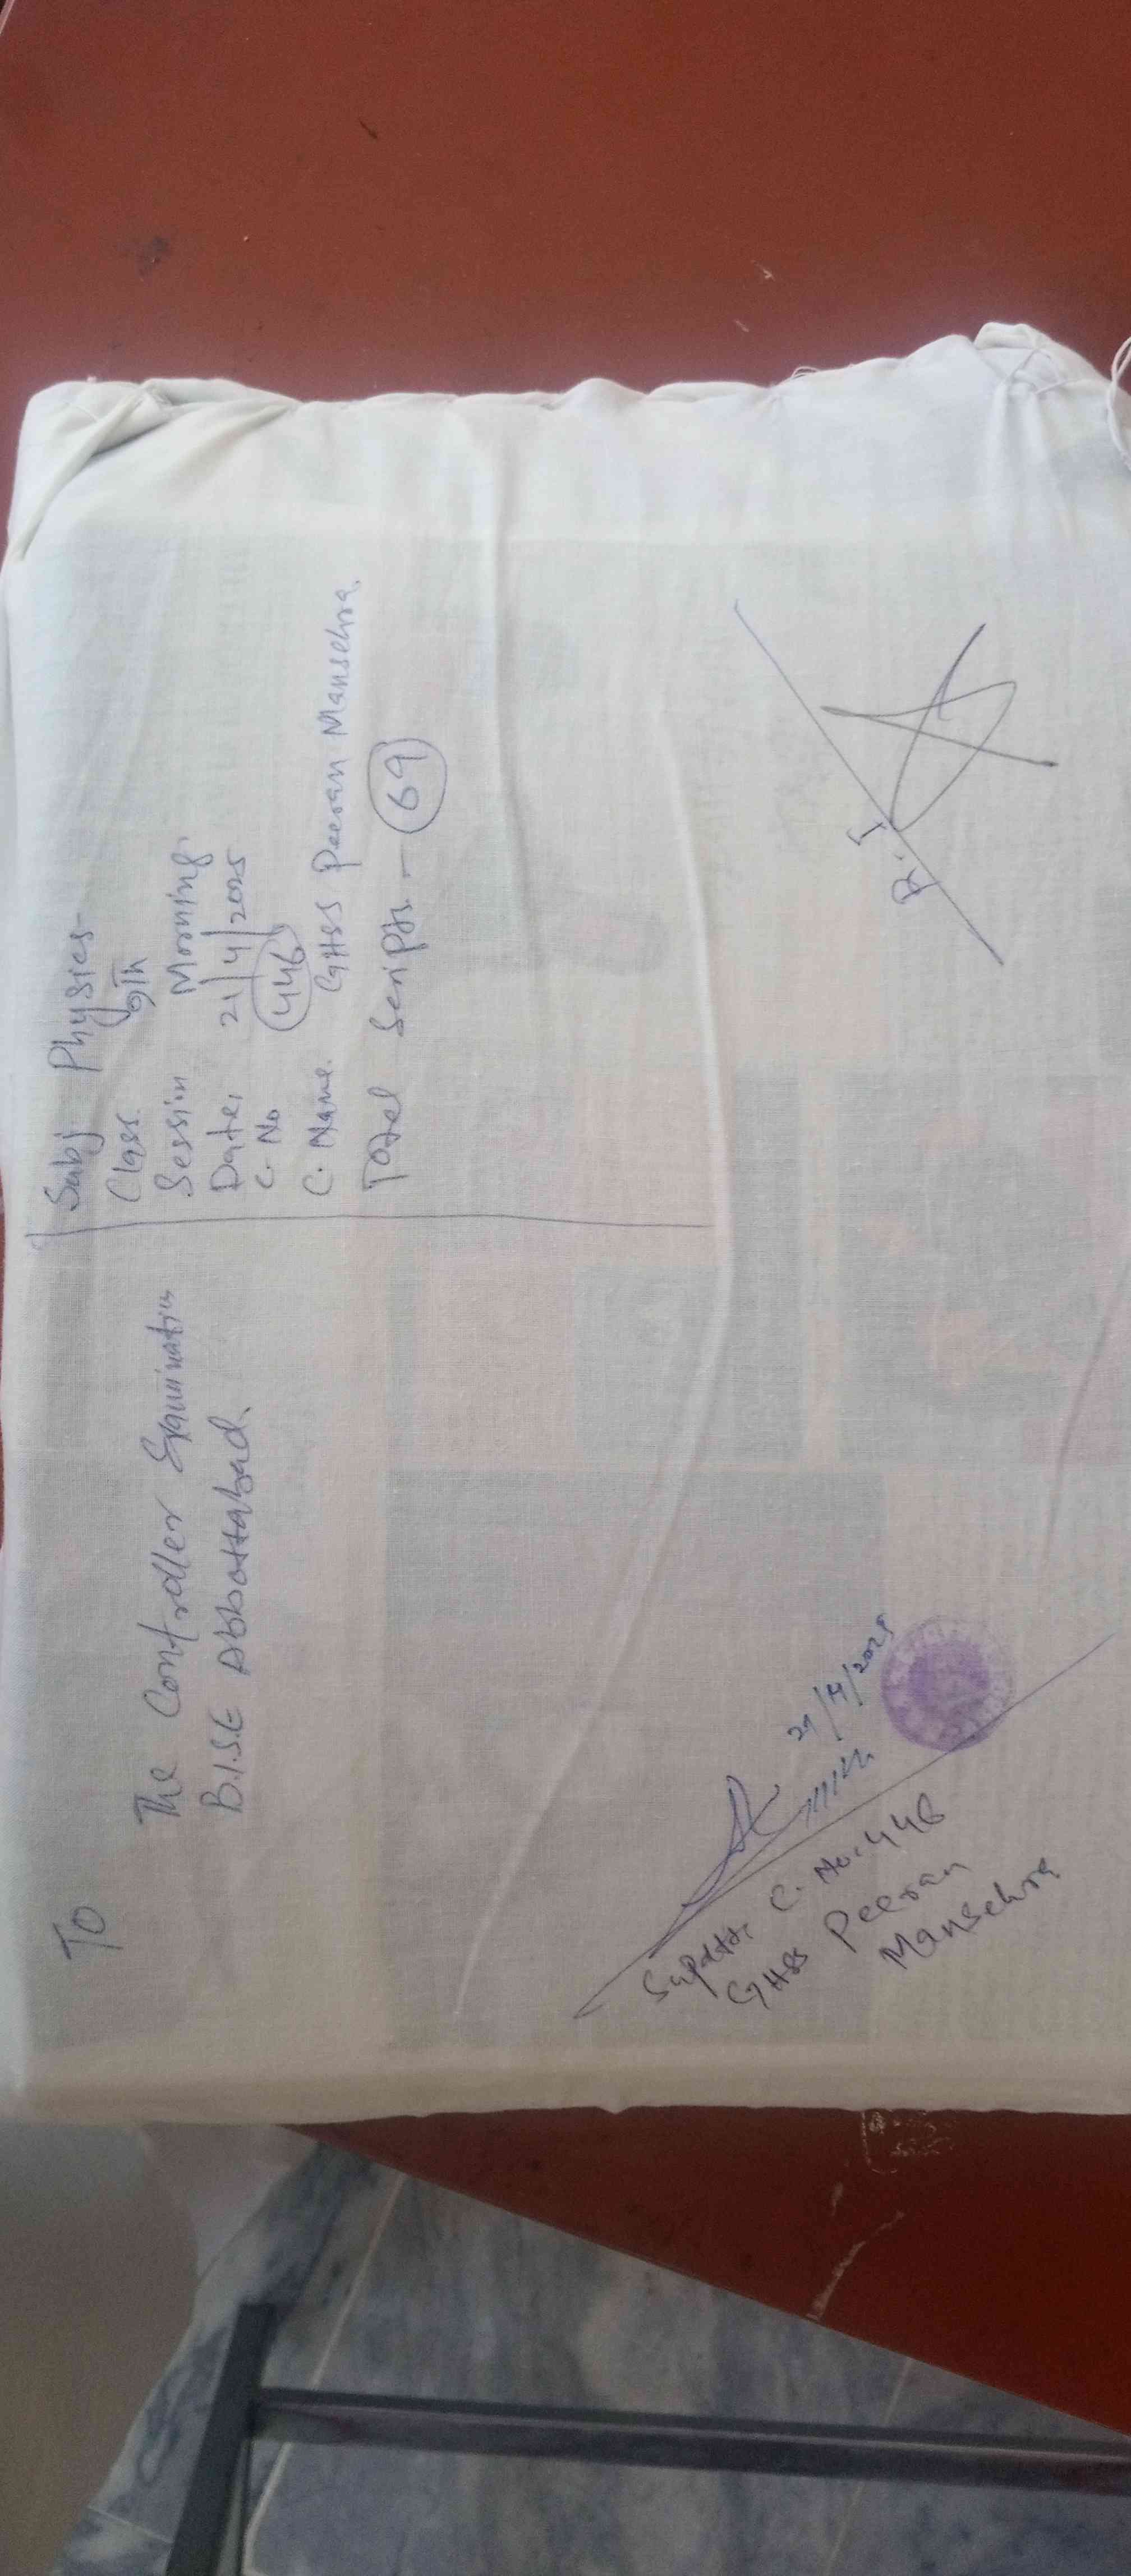 To
The Controller Examination
B.I.S.E Abbottabad.
Subj. Physics
Class. 9th
Session Morning.
Date, 21/4/2025
C. No 446
C. Name. GHSS Peeran Mansehra.
Total Scripts - 69
21/4/2025
Supdtt, C. No. 446
GHSS Peeran
Mansehra
R. I